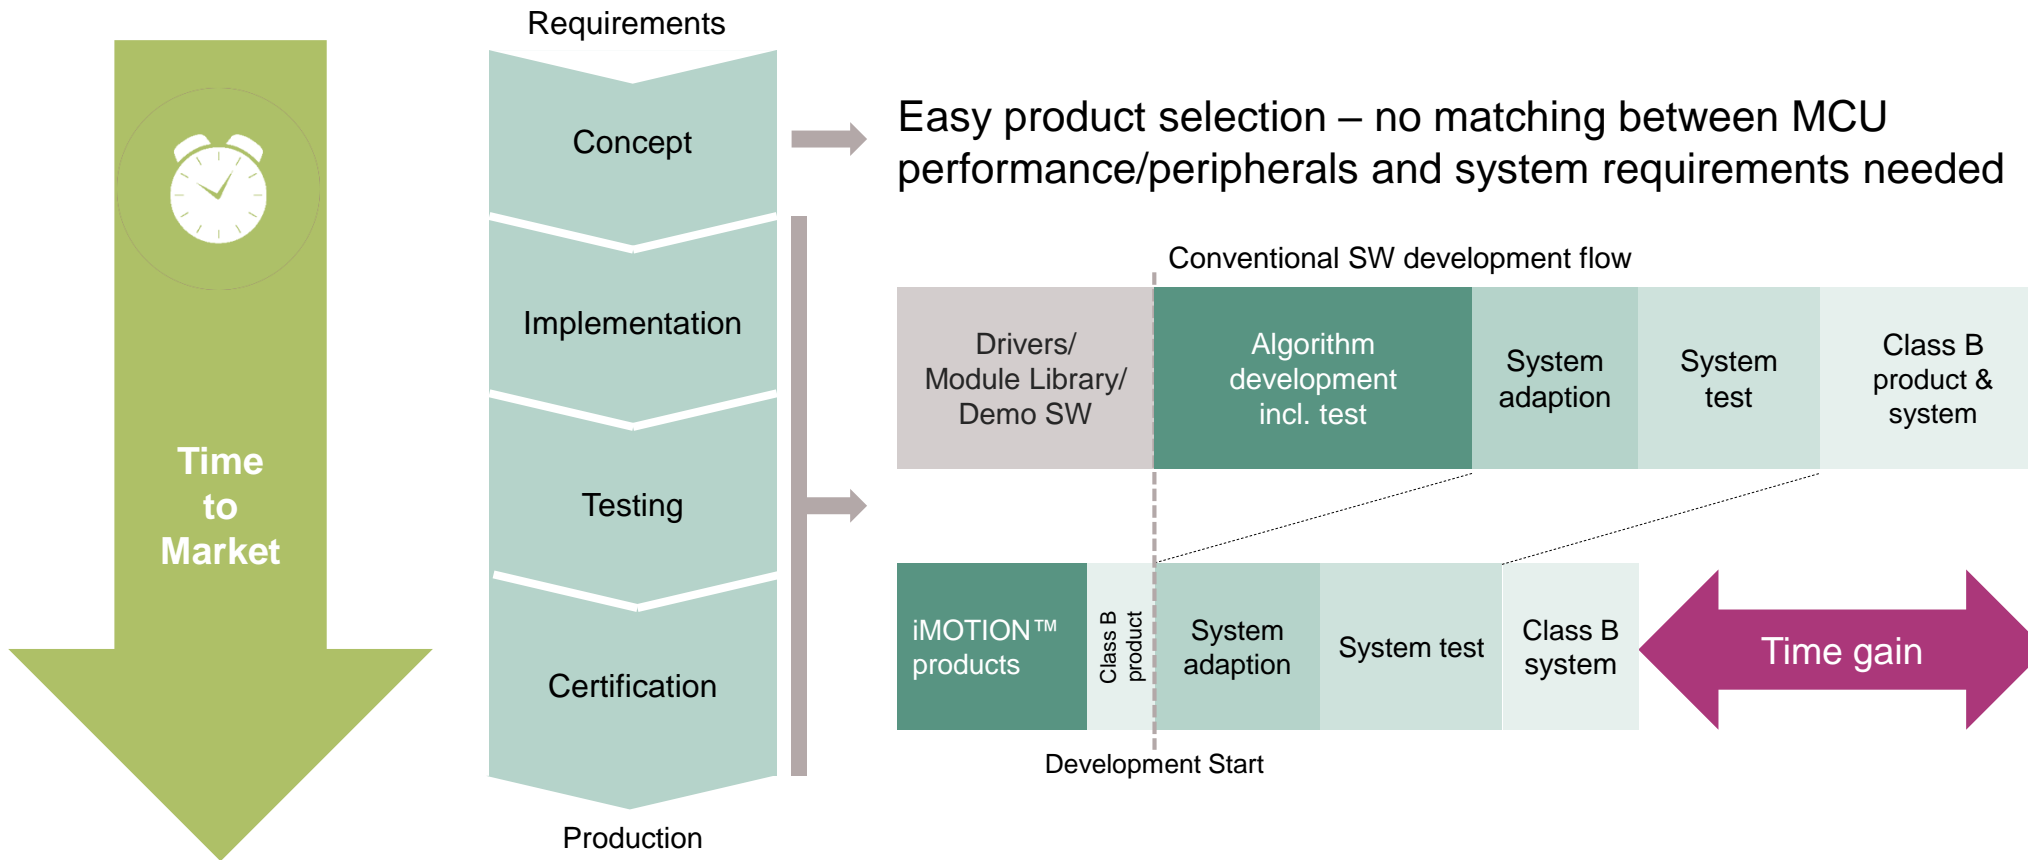 Time
to
Market
Requirements
Concept
Implementation
Testing
Certification
Production
Easy product selection – no matching between MCU
performance/peripherals and system requirements needed
Conventional SW development flow
Drivers/
Module Library/
Demo SW
Algorithm
development
incl. test
System
adaption
System
test
Class B
product &
system
iMOTION™
products
Class B
product
System
adaption
System test
Class B
system
Time gain
Development Start